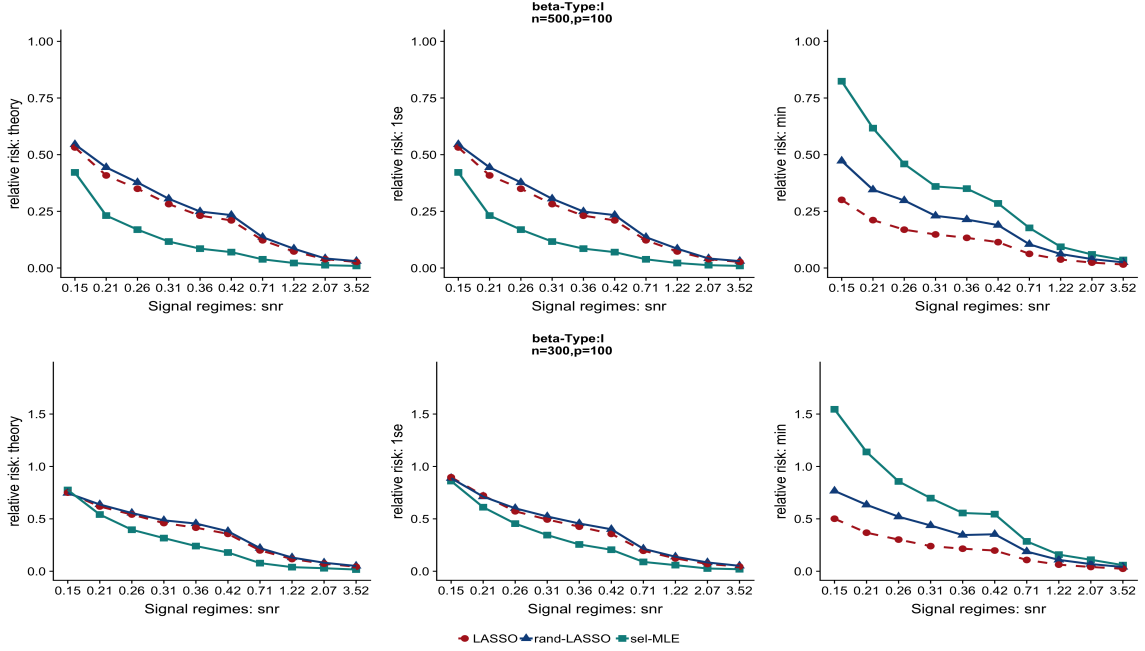 beta-Type:I
n=500,p=100
relative risk: theory
1.00
0.75
0.50
0.25
0.00
0.15 0.21 0.26 0.31 0.36 0.42 0.71 1.22 2.07 3.52
Signal regimes: snr
relative risk: 1se
1.00
0.75
0.50
0.25
0.00
0.15 0.21 0.26 0.31 0.36 0.42 0.71 1.22 2.07 3.52
Signal regimes: snr
relative risk: min
1.00
0.75
0.50
0.25
0.00
0.15 0.21 0.26 0.31 0.36 0.42 0.71 1.22 2.07 3.52
Signal regimes: snr
beta-Type:I
n=300,p=100
relative risk: theory
1.5
1.0
0.5
0.0
0.15 0.21 0.26 0.31 0.36 0.42 0.71 1.22 2.07 3.52
Signal regimes: snr
relative risk: 1se
1.5
1.0
0.5
0.0
0.15 0.21 0.26 0.31 0.36 0.42 0.71 1.22 2.07 3.52
Signal regimes: snr
relative risk: min
1.5
1.0
0.5
0.0
0.15 0.21 0.26 0.31 0.36 0.42 0.71 1.22 2.07 3.52
Signal regimes: snr
LASSO rand-LASSO sel-MLE